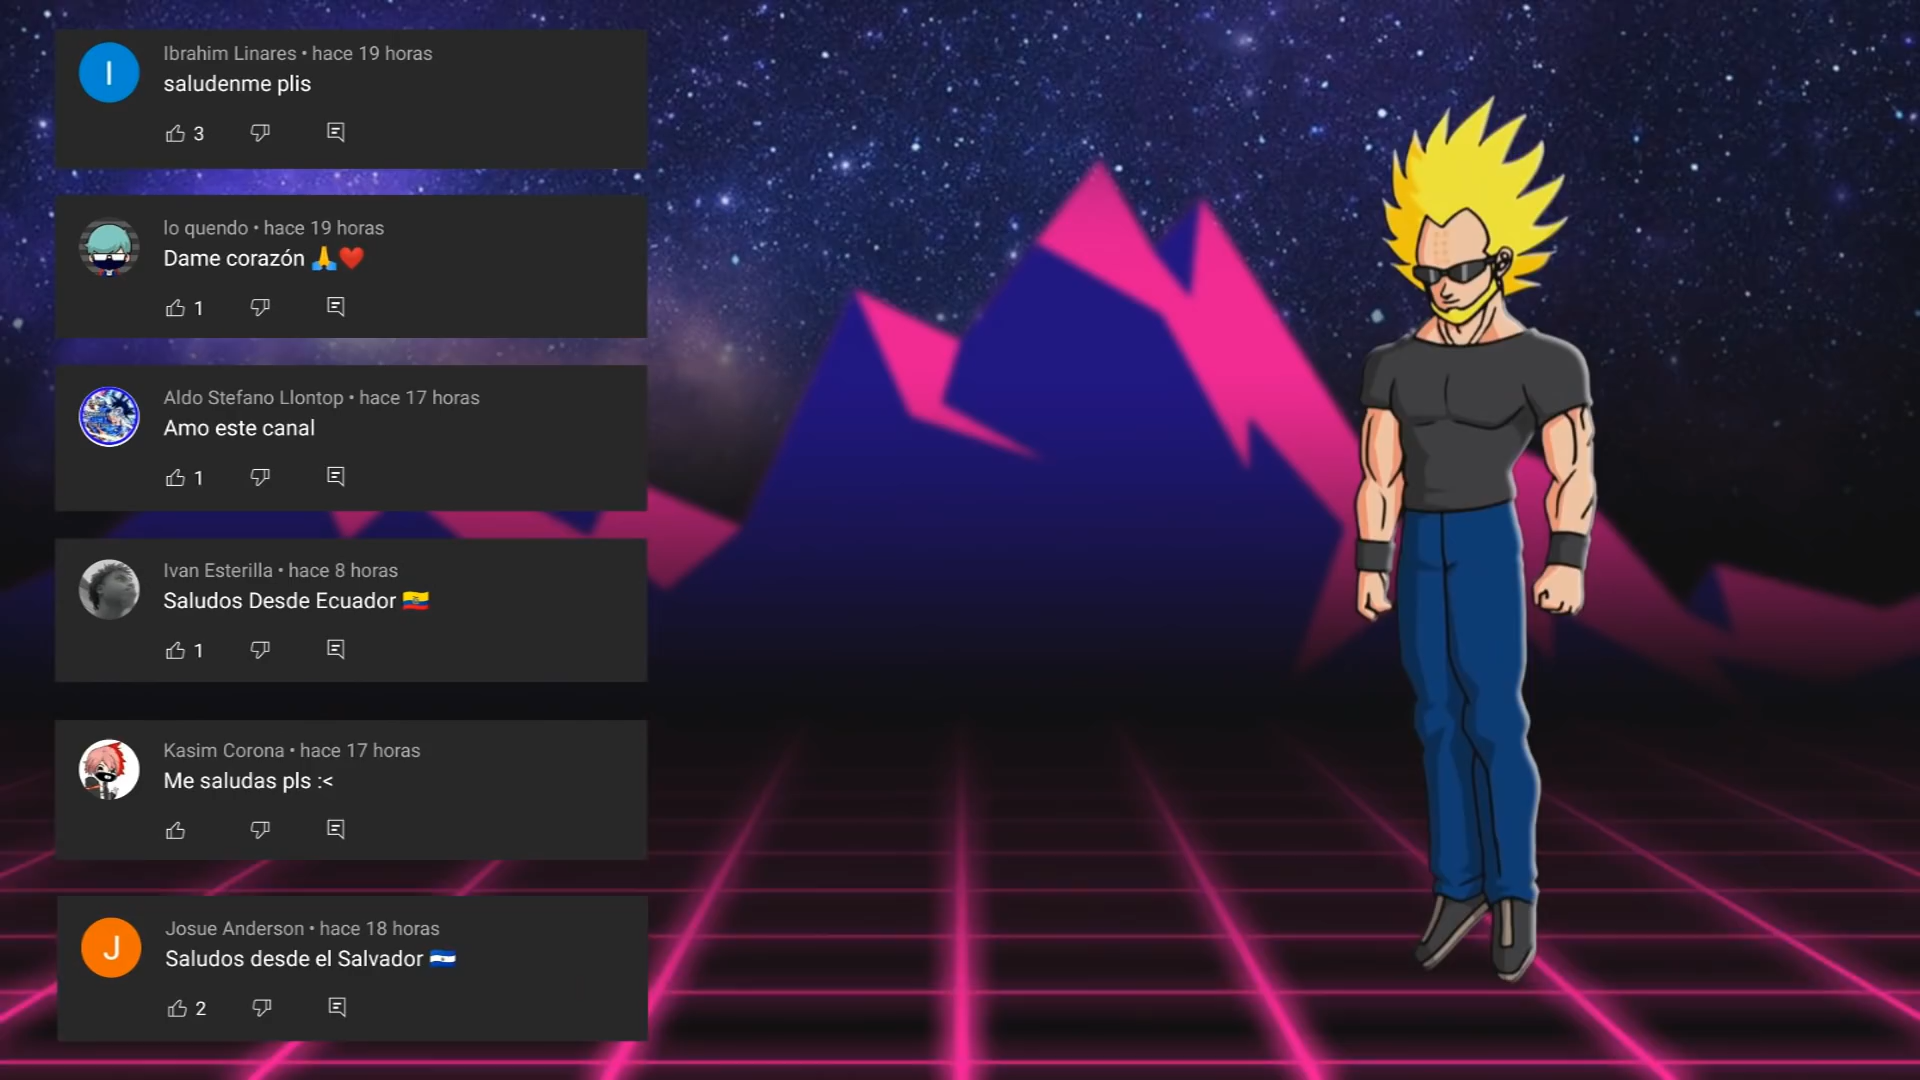 I
Ibrahim Linares • hace 19 horas
saludenme plis
3
lo quendo • hace 19 horas
Dame corazón 🙏❤️
1
Aldo Stefano Llontop • hace 17 horas
Amo este canal
1
Ivan Esterilla • hace 8 horas
Saludos Desde Ecuador 🇪🇨
1
Kasim Corona • hace 17 horas
Me saludas pls :<
J
Josue Anderson • hace 18 horas
Saludos desde el Salvador 🇸🇻
2